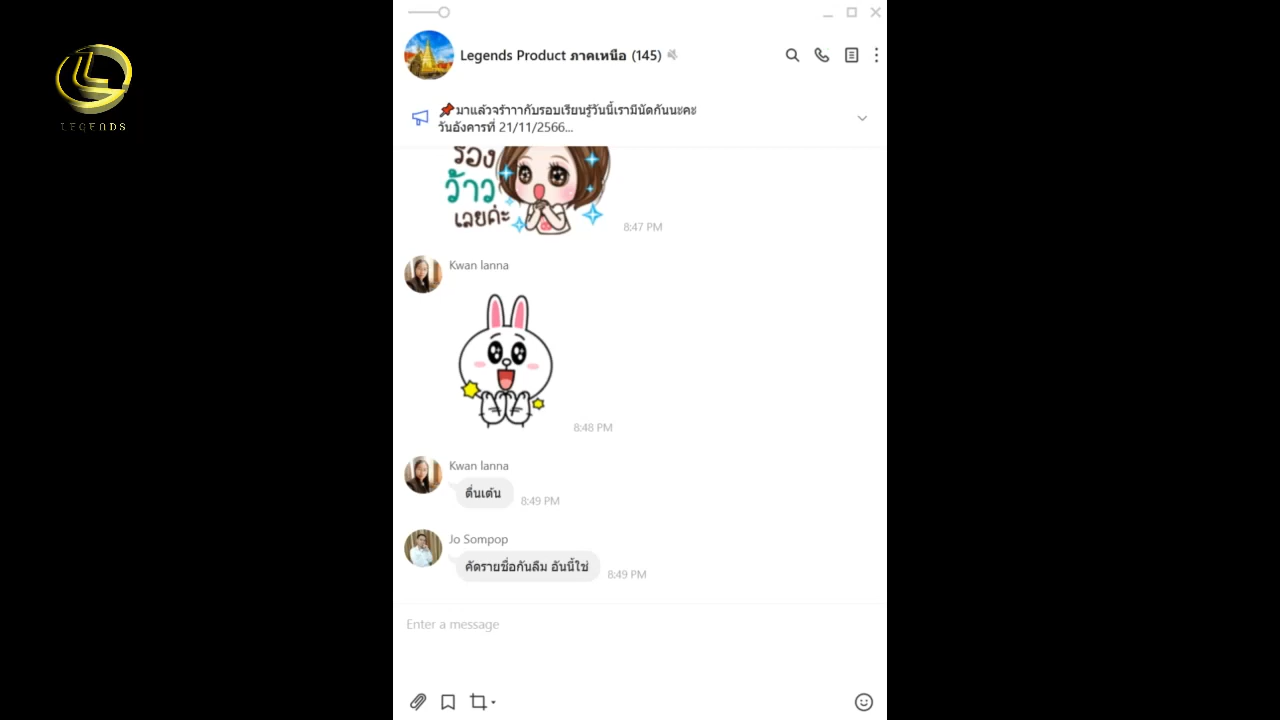 LEGENDS
Legends Product ภาคเหนือ (145)
📌มาแล้วจร้าาากับรอบเรียนรู้วันนี้เรามีนัดกันนะคะ
วันอังคารที่ 21/11/2566...
ร้อง
ว้าว
เลยค่ะ
8:47 PM
Kwan lanna
8:48 PM
Kwan lanna
ตื่นเต้น
8:49 PM
Jo Sompop
คัดรายชื่อกันลืม อันนี้ใช่
8:49 PM
Enter a message